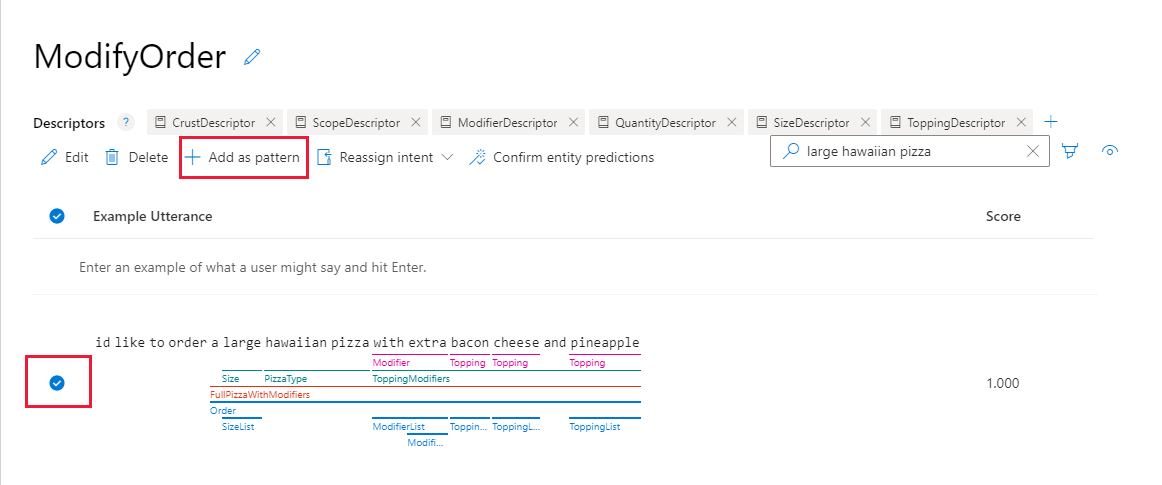 ModifyOrder
Descriptors ? CrustDescriptor ScopeDescriptor ModifierDescriptor QuantityDescriptor SizeDescriptor ToppingDescriptor
Edit Delete Add as pattern Reassign intent Confirm entity predictions large hawaiian pizza
Example Utterance Score
Enter an example of what a user might say and hit Enter.
id like to order a large hawaiian pizza with extra bacon cheese and pineapple
Modifier Topping Topping Topping
Size PizzaType ToppingModifiers
1.000
FullPizzaWithModifiers
Order
SizeList ModifierList Toppin... ToppingL... ToppingList
Modifi...